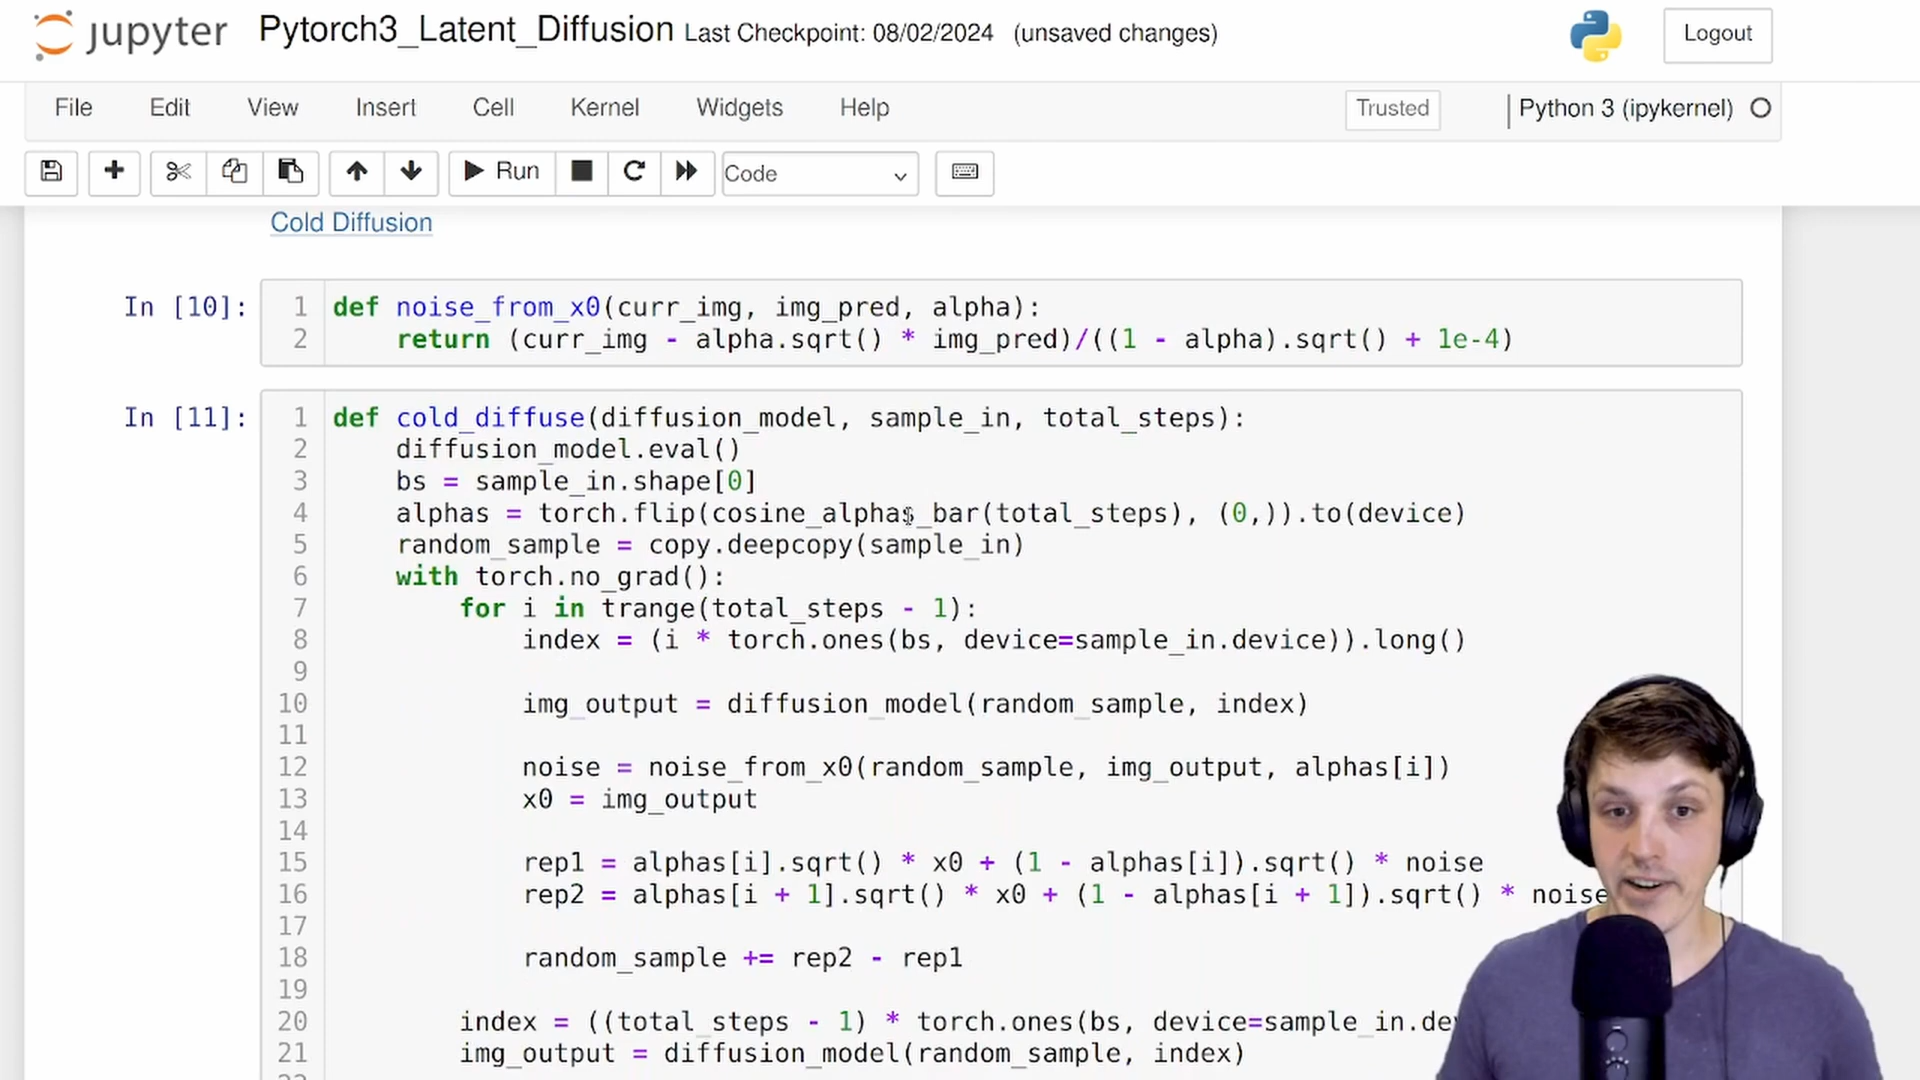 jupyter Pytorch3_Latent_Diffusion Last Checkpoint: 08/02/2024 (unsaved changes) Logout
File Edit View Insert Cell Kernel Widgets Help Trusted Python 3 (ipykernel)
Run Code
Cold Diffusion
In [10]:
1 def noise_from_x0(curr_img, img_pred, alpha):
2 return (curr_img - alpha.sqrt() * img_pred)/((1 - alpha).sqrt() + 1e-4)
In [11]:
1 def cold_diffuse(diffusion_model, sample_in, total_steps):
2 diffusion_model.eval()
3 bs = sample_in.shape[0]
4 alphas = torch.flip(cosine_alphas_bar(total_steps), (0,)).to(device)
5 random_sample = copy.deepcopy(sample_in)
6 with torch.no_grad():
7 for i in trange(total_steps - 1):
8 index = (i * torch.ones(bs, device=sample_in.device)).long()
9
10 img_output = diffusion_model(random_sample, index)
11
12 noise = noise_from_x0(random_sample, img_output, alphas[i])
13 x0 = img_output
14
15 rep1 = alphas[i].sqrt() * x0 + (1 - alphas[i]).sqrt() * noise
16 rep2 = alphas[i + 1].sqrt() * x0 + (1 - alphas[i + 1]).sqrt() * noise
17
18 random_sample += rep2 - rep1
19
20 index = ((total_steps - 1) * torch.ones(bs, device=sample_in.de
21 img_output = diffusion_model(random_sample, index)